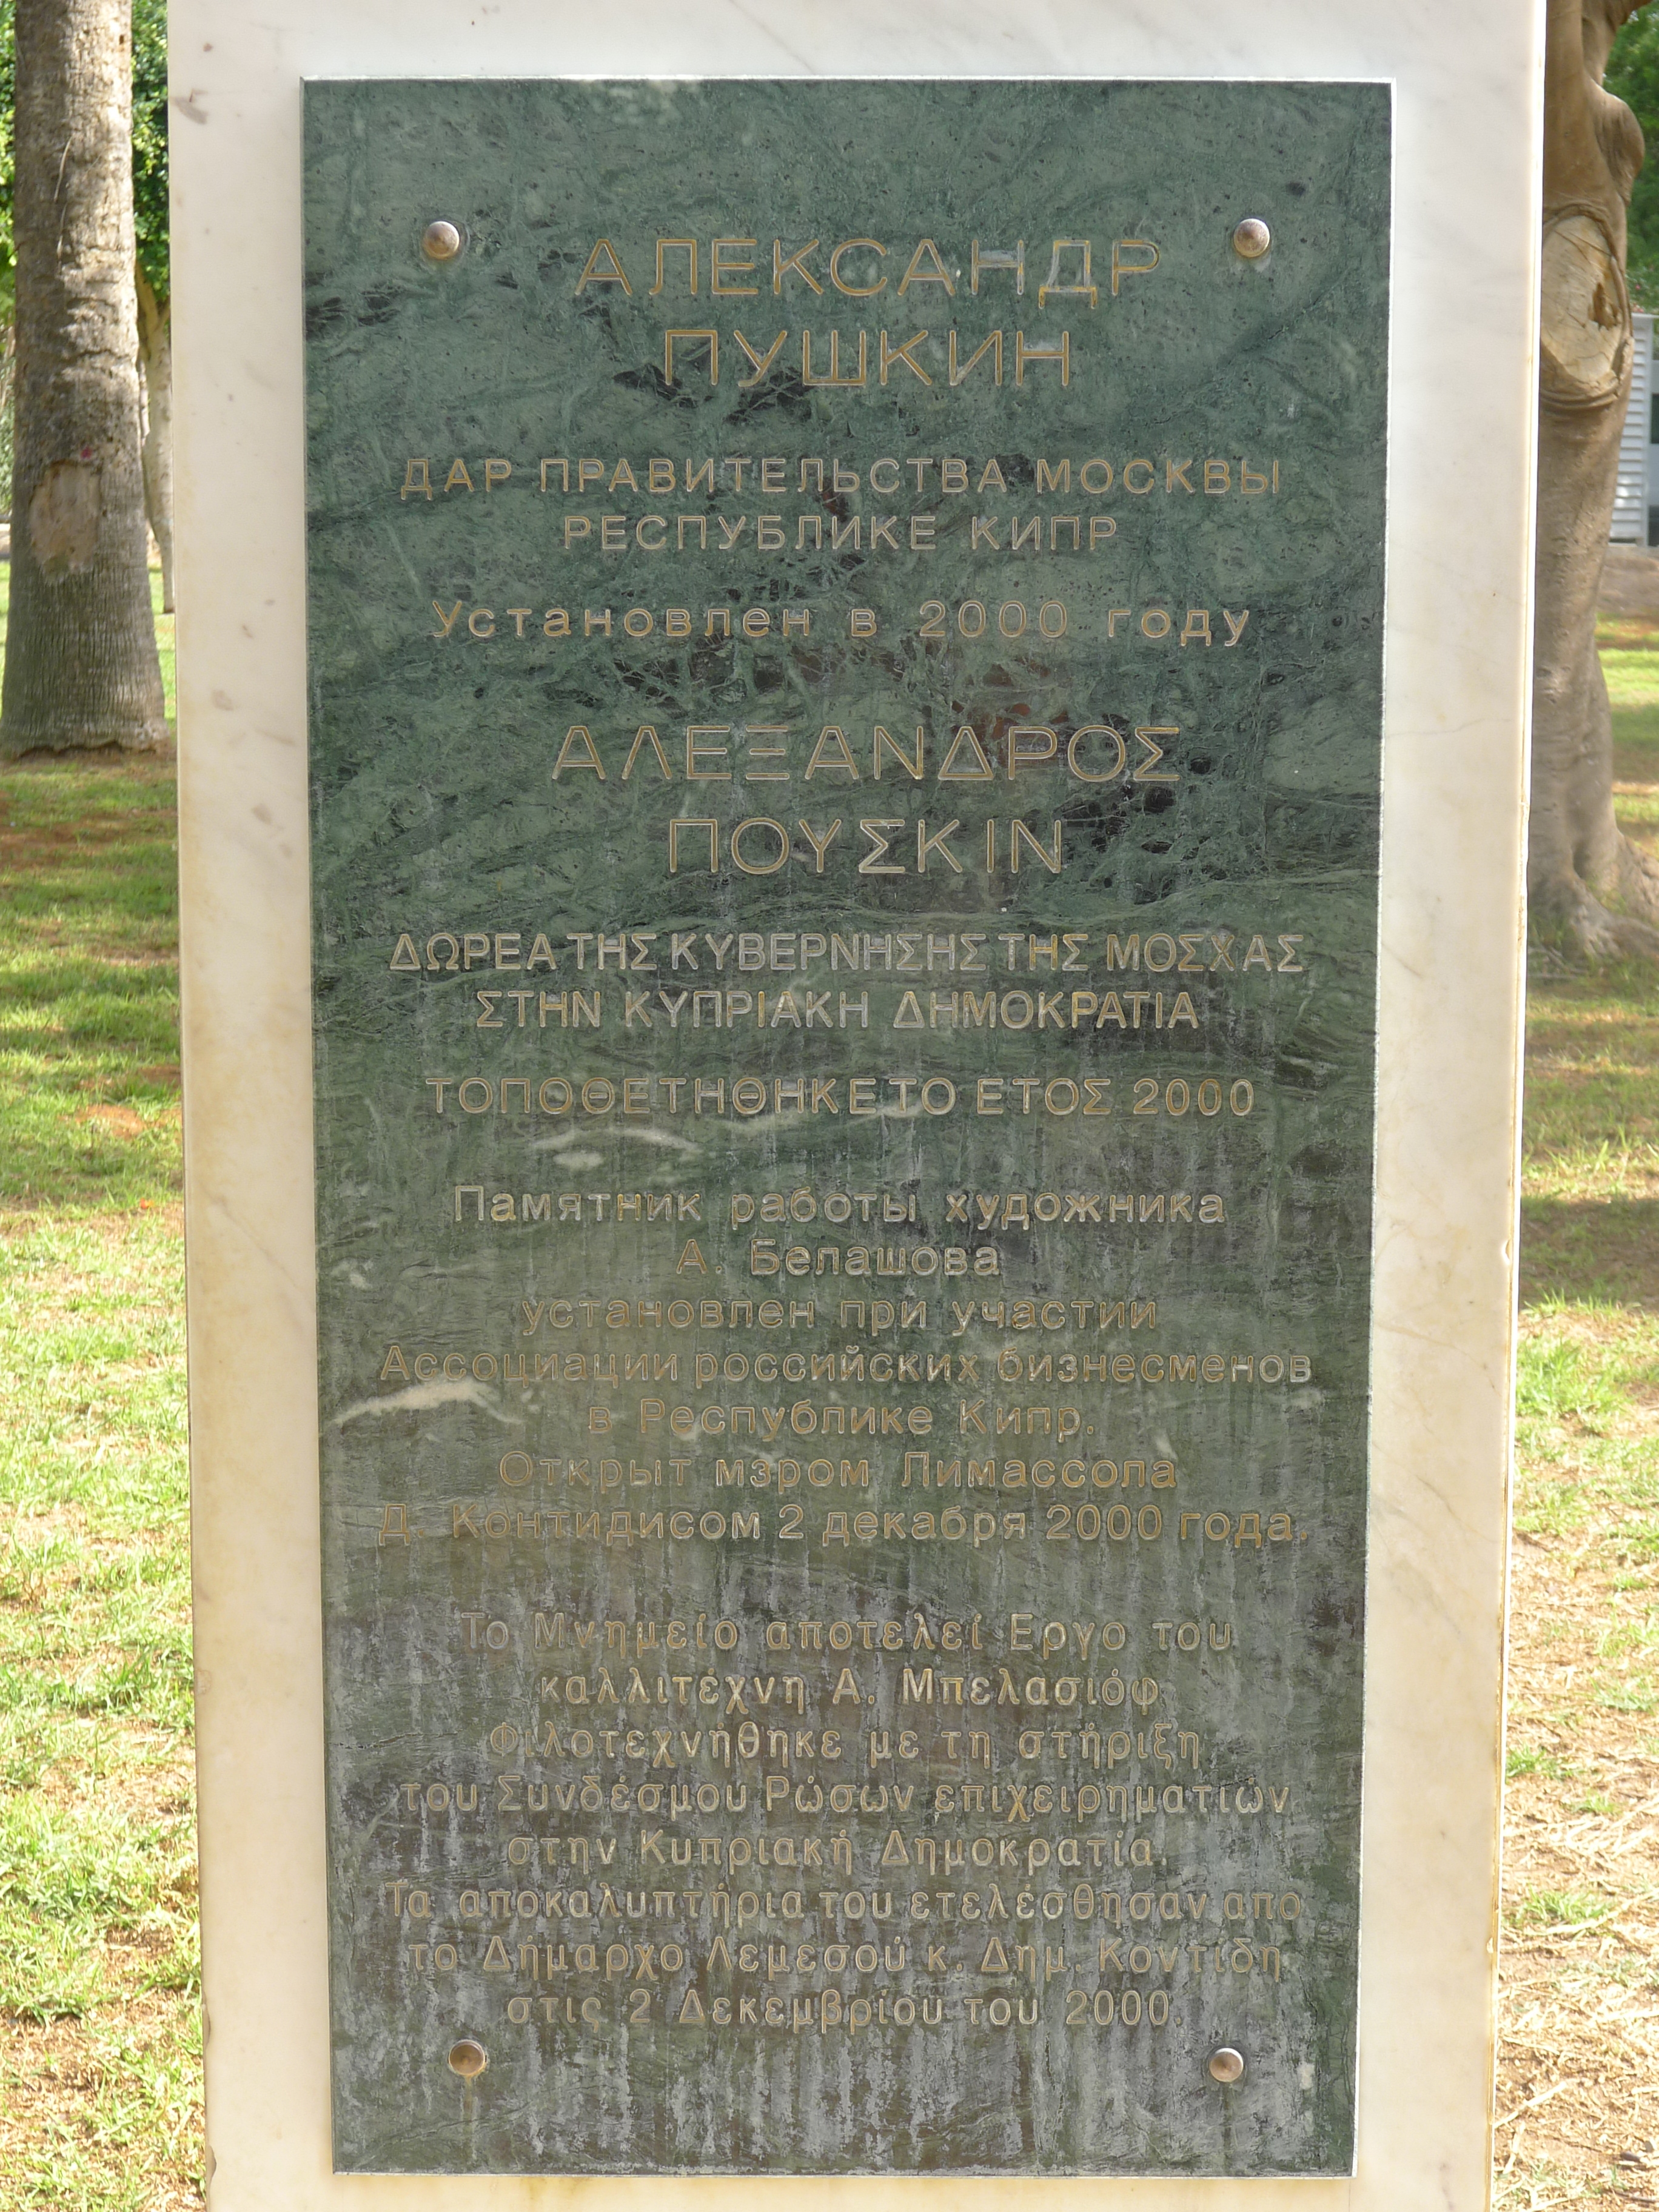 АЛЕКСАНДР
ПУШКИН
ДАР ПРАВИТЕЛЬСТВА МОСКВЫ
РЕСПУБЛИКЕ КИПР
Установлен в 2000 году
ΑΛΕΞΑΝΔΡΟΣ
ΠΟΥΣΚΙΝ
ΔΩΡΕΑ ΤΗΣ ΚΥΒΕΡΝΗΣΗΣ ΤΗΣ ΜΟΣΧΑΣ
ΣΤΗΝ ΚΥΠΡΙΑΚΗ ΔΗΜΟΚΡΑΤΙΑ
ΤΟΠΟΘΕΤΗΘΗΚΕ ΤΟ ΕΤΟΣ 2000
Памятник работы художника
А. Белашова
установлен при участии
Ассоциации российских бизнесменов
в Республике Кипр.
Открыт мзром Лимассола
Д. Контидисом 2 декабря 2000 года.
Το Μνημείο αποτελεί Εργο του
καλλιτέχνη Α. Μπελασιόφ
Φιλοτεχνήθηκε με τη στήριξη
του Συνδέσμου Ρώσων επιχειρηματιών
στην Κυπριακή Δημοκρατία.
Τα αποκαλυπτήρια του ετελέσθησαν απο
το Δήμαρχο Λεμεσού κ. Δημ. Κοντίδη
στις 2 Δεκεμβρίου του 2000.